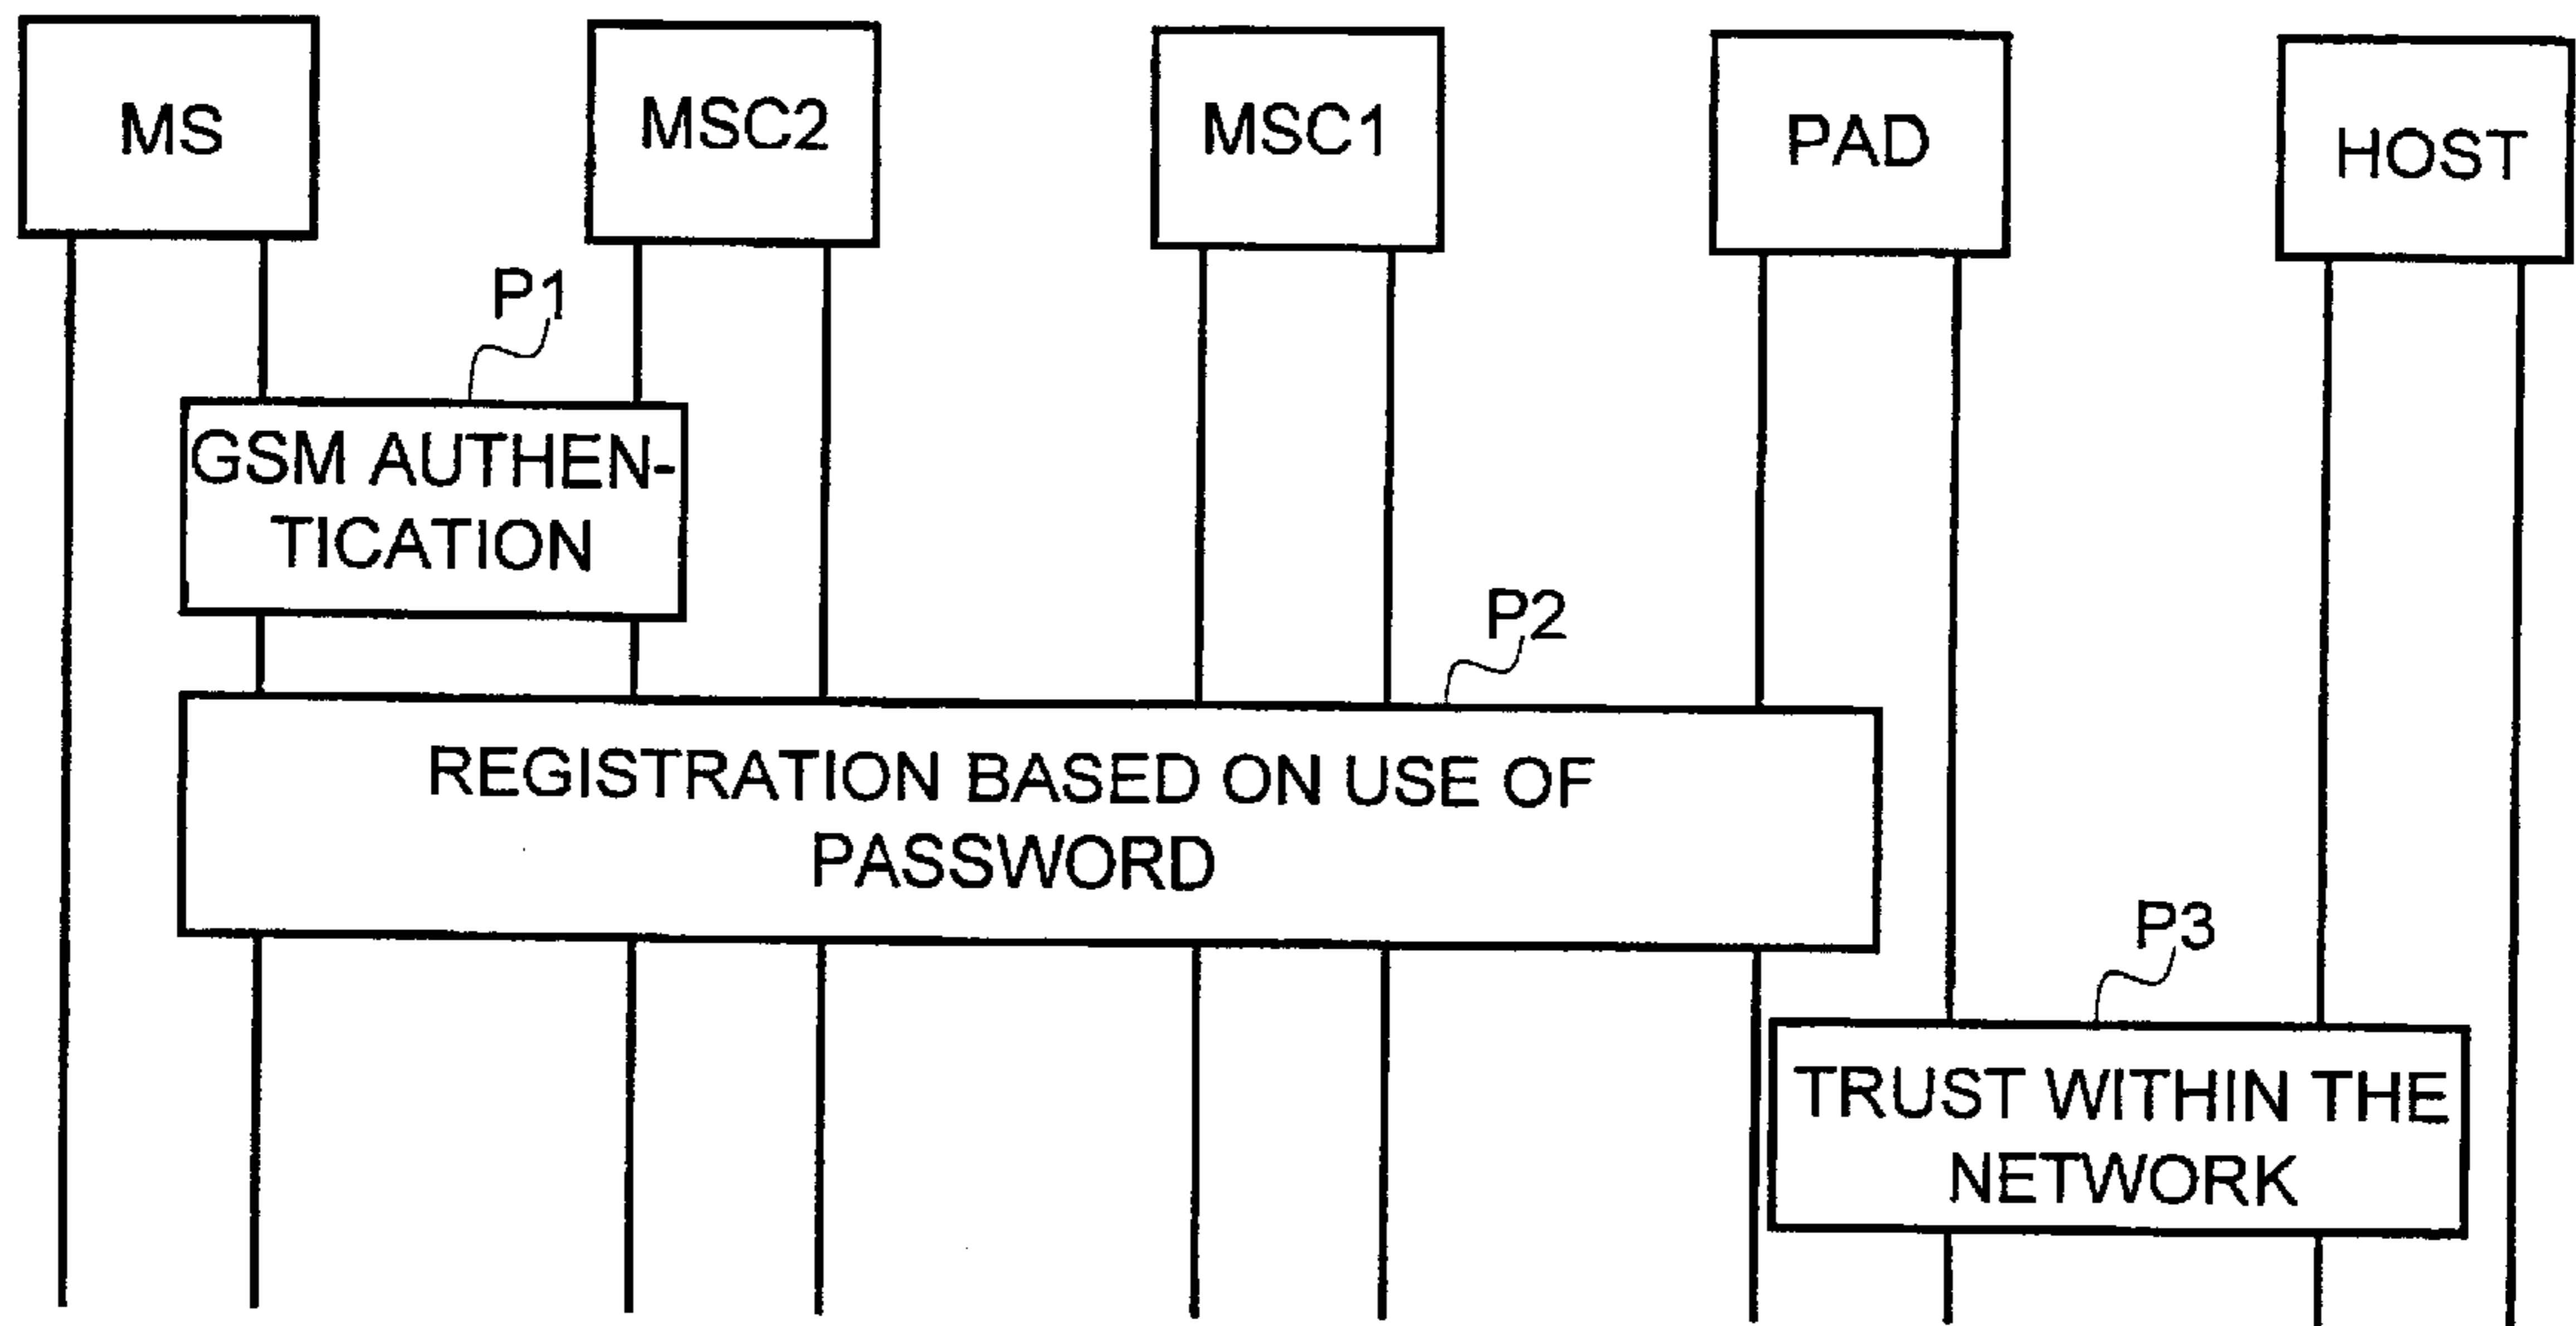 MS
MSC2
MSC1
PAD
HOST
P1
GSM AUTHEN-
TICATION
P2
REGISTRATION BASED ON USE OF
PASSWORD
P3
TRUST WITHIN THE
NETWORK